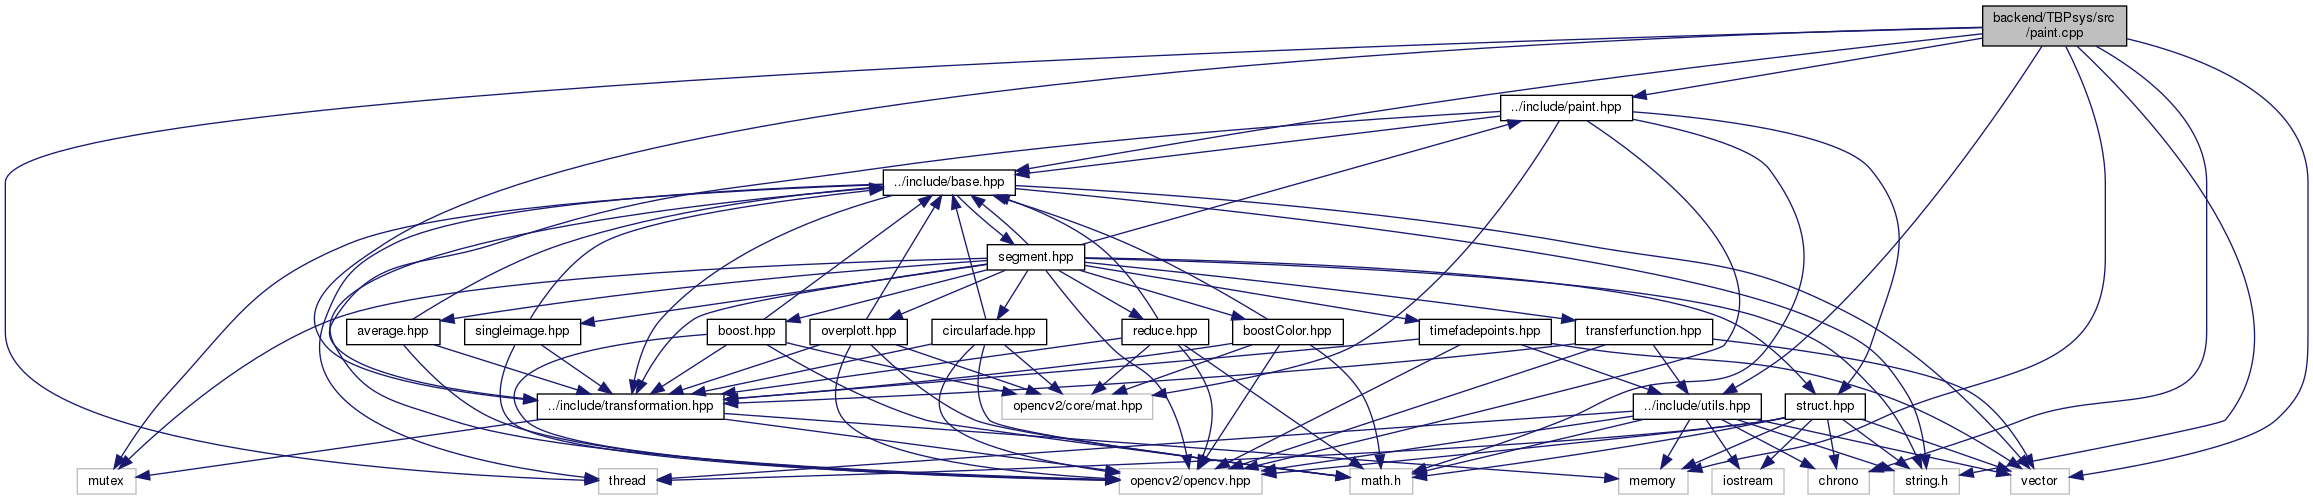 backend/TBPsys/src
/paint.cpp
../include/paint.hpp
../include/base.hpp
segment.hpp
average.hpp
singleimage.hpp
boost.hpp
overplott.hpp
circularfade.hpp
reduce.hpp
boostColor.hpp
timefadepoints.hpp
transferfunction.hpp
../include/transformation.hpp
opencv2/core/mat.hpp
../include/utils.hpp
struct.hpp
mutex
thread
opencv2/opencv.hpp
math.h
memory
iostream
chrono
string.h
vector